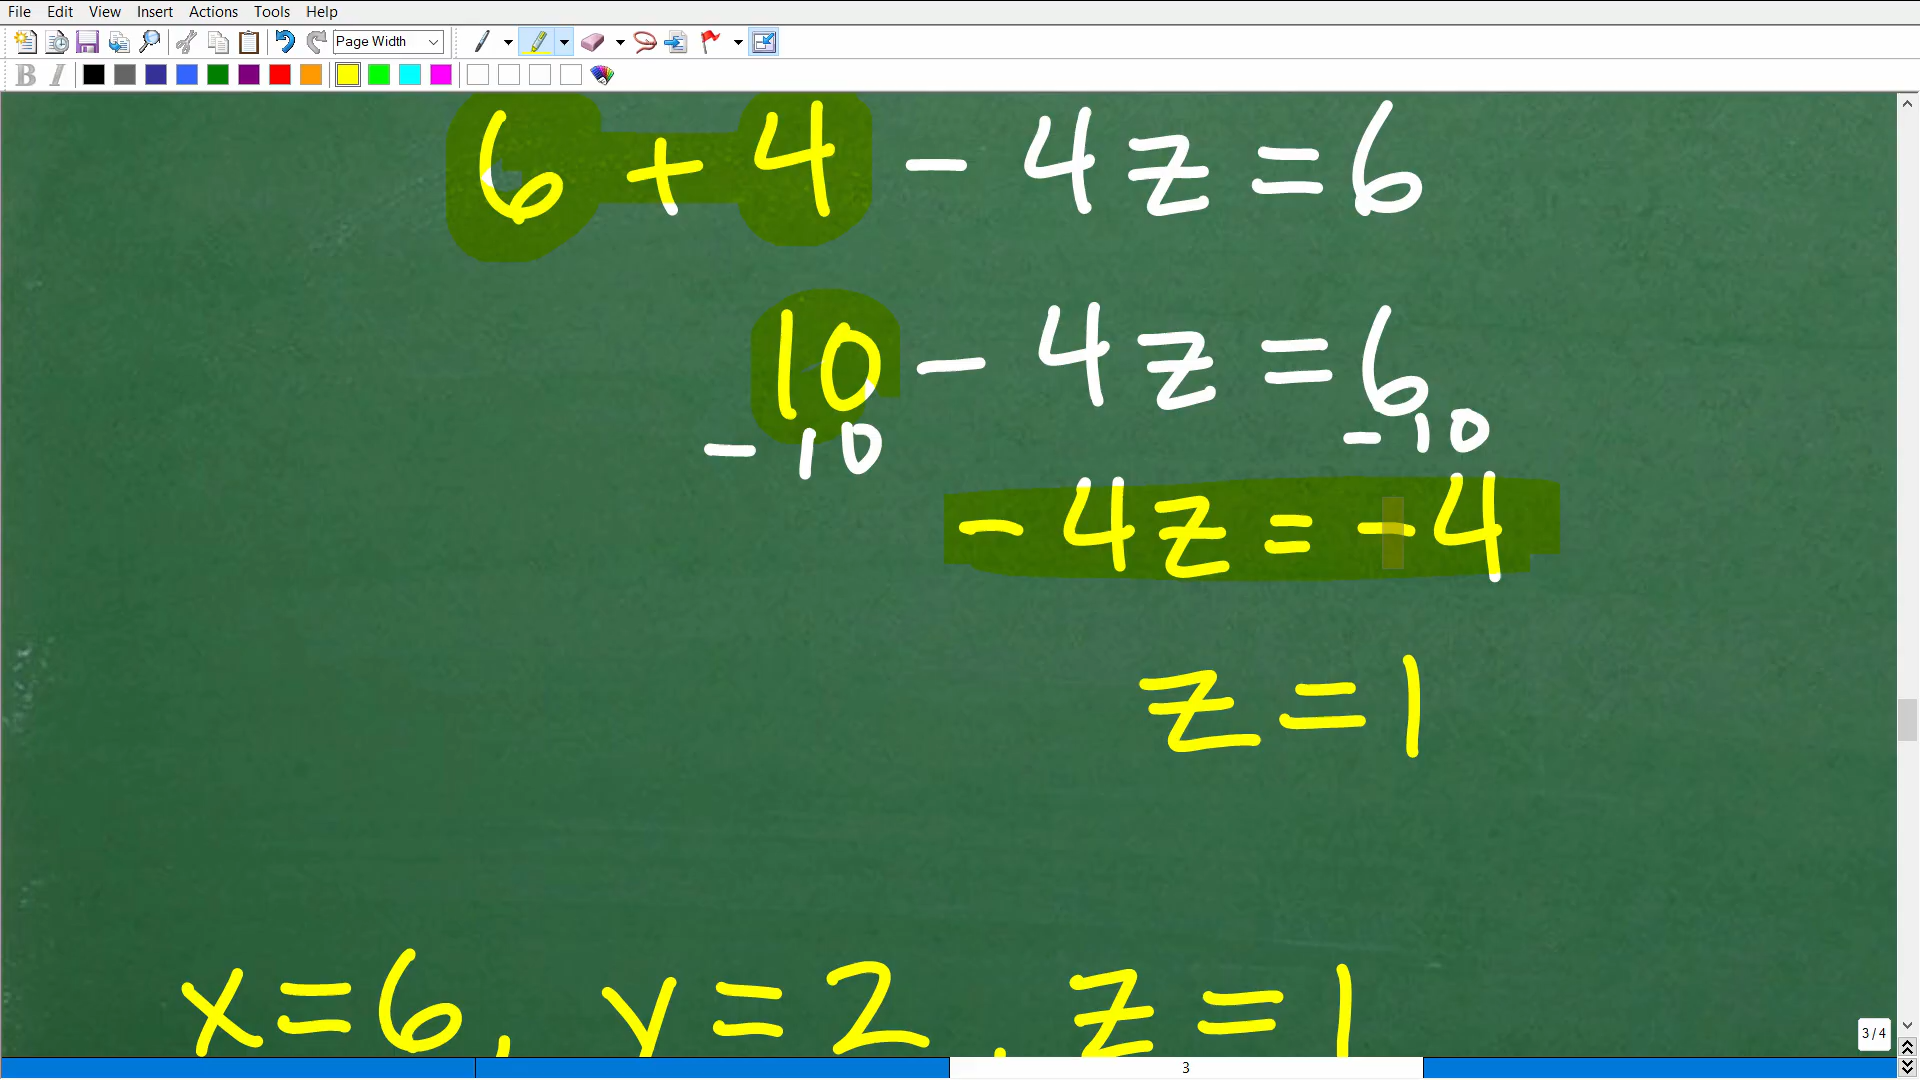 File Edit View Insert Actions Tools Help
Page Width
B I
6 + 4 - 4z = 6
10 - 4z = 6
-10 -10
-4z = -4
z = 1
x = 6, y = 2, z = 1
3 / 4
3